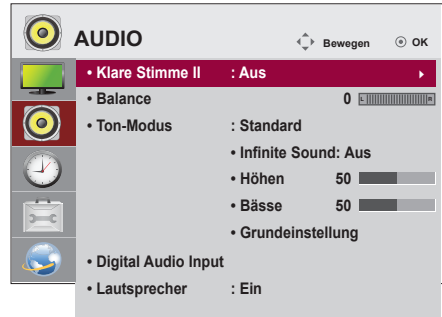 AUDIO
Bewegen
OK
• Klare Stimme II : Aus
• Balance 0 L R
• Ton-Modus : Standard
• Infinite Sound: Aus
• Höhen 50
• Bässe 50
• Grundeinstellung
• Digital Audio Input
• Lautsprecher : Ein